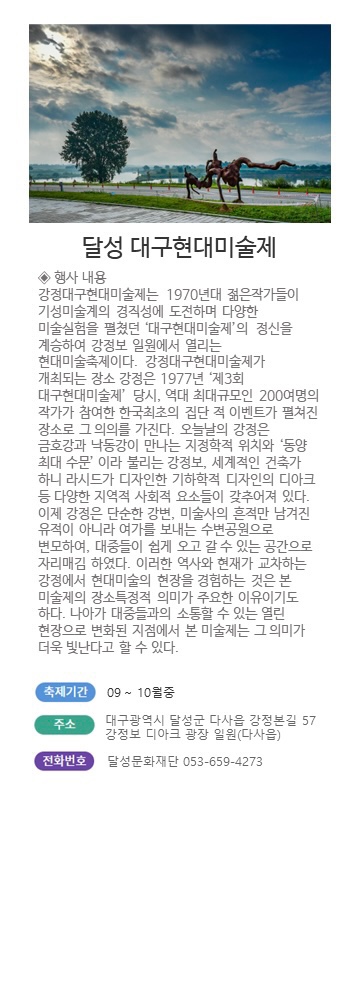 달성 대구현대미술제
◈ 행사 내용
강정대구현대미술제는 1970년대 젊은작가들이
기성미술계의 경직성에 도전하며 다양한
미술실험을 펼쳤던 ‘대구현대미술제’의 정신을
계승하여 강정보 일원에서 열리는
현대미술축제이다. 강정대구현대미술제가
개최되는 장소 강정은 1977년 ‘제3회
대구현대미술제’ 당시, 역대 최대규모인 200여명의
작가가 참여한 한국최초의 집단 적 이벤트가 펼쳐진
장소로 그 의의를 가진다. 오늘날의 강정은
금호강과 낙동강이 만나는 지정학적 위치와 ‘동양
최대 수문’ 이라 불리는 강정보, 세계적인 건축가
하니 라시드가 디자인한 기하학적 디자인의 디아크
등 다양한 지역적 사회적 요소들이 갖추어져 있다.
이제 강정은 단순한 강변, 미술사의 흔적만 남겨진
유적이 아니라 여가를 보내는 수변공원으로
변모하여, 대중들이 쉽게 오고 갈 수 있는 공간으로
자리매김 하였다. 이러한 역사와 현재가 교차하는
강정에서 현대미술의 현장을 경험하는 것은 본
미술제의 장소특정적 의미가 주요한 이유이기도
하다. 나아가 대중들과의 소통할 수 있는 열린
현장으로 변화된 지점에서 본 미술제는 그 의미가
더욱 빛난다고 할 수 있다.
축제기간 09 ~ 10월중
주소 대구광역시 달성군 다사읍 강정본길 57
강정보 디아크 광장 일원(다사읍)
전화번호 달성문화재단 053-659-4273